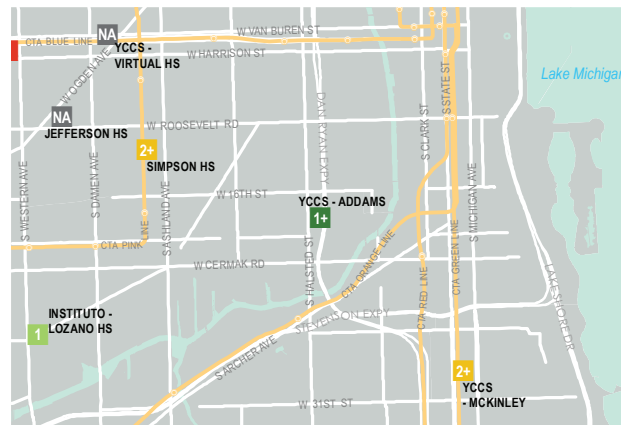 W VAN BUREN ST
NA
CTA BLUE LINE
YCCS -
VIRTUAL HS
W HARRISON ST
W OGDEN AVE
Lake Michigan
DAN RYAN EXPY
S CLARK ST
S STATE ST
NA
JEFFERSON HS
W ROOSEVELT RD
2+
SIMPSON HS
S WESTERN AVE
S DAMEN AVE
S ASHLAND AVE
W 16TH ST
YCCS - ADDAMS
1+
S MICHIGAN AVE
CTA PINK LINE
W CERMAK RD
S HALSTED ST
CTA ORANGE LINE
CTA RED LINE
CTA GREEN LINE
LAKE SHORE DR
INSTITUTO -
LOZANO HS
1
STEVENSON EXPY
S ARCHER AVE
2+
YCCS
- MCKINLEY
W 31ST ST